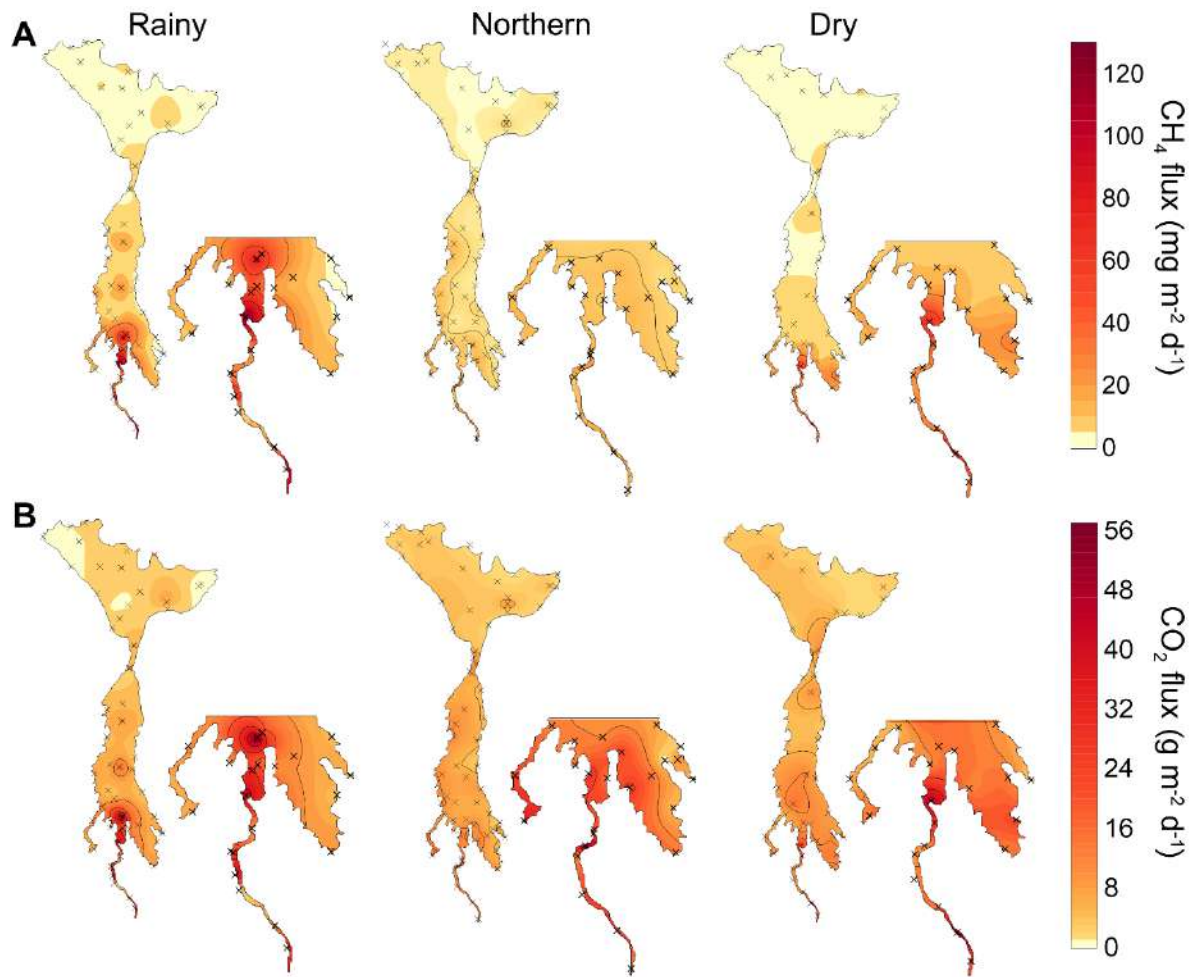 A
Rainy
Northern
Dry
120
100
80
60
40
20
0
CH₄ flux (mg m⁻² d⁻¹)
B
56
48
40
32
24
16
8
0
CO₂ flux (g m⁻² d⁻¹)